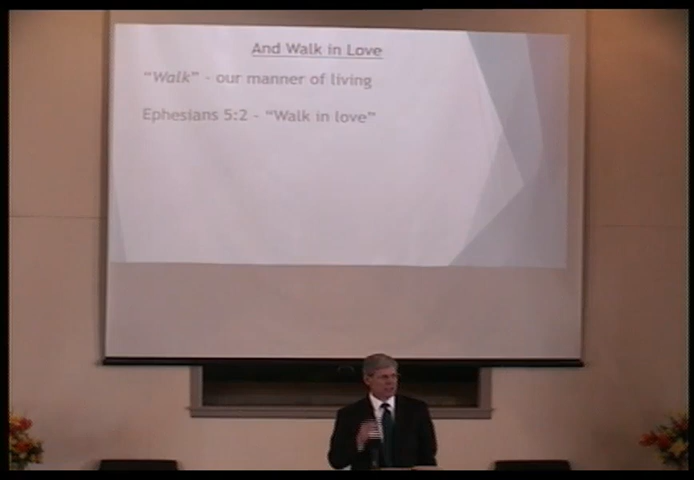 And Walk in Love
"Walk" - our manner of living
Ephesians 5:2 - "Walk in love"